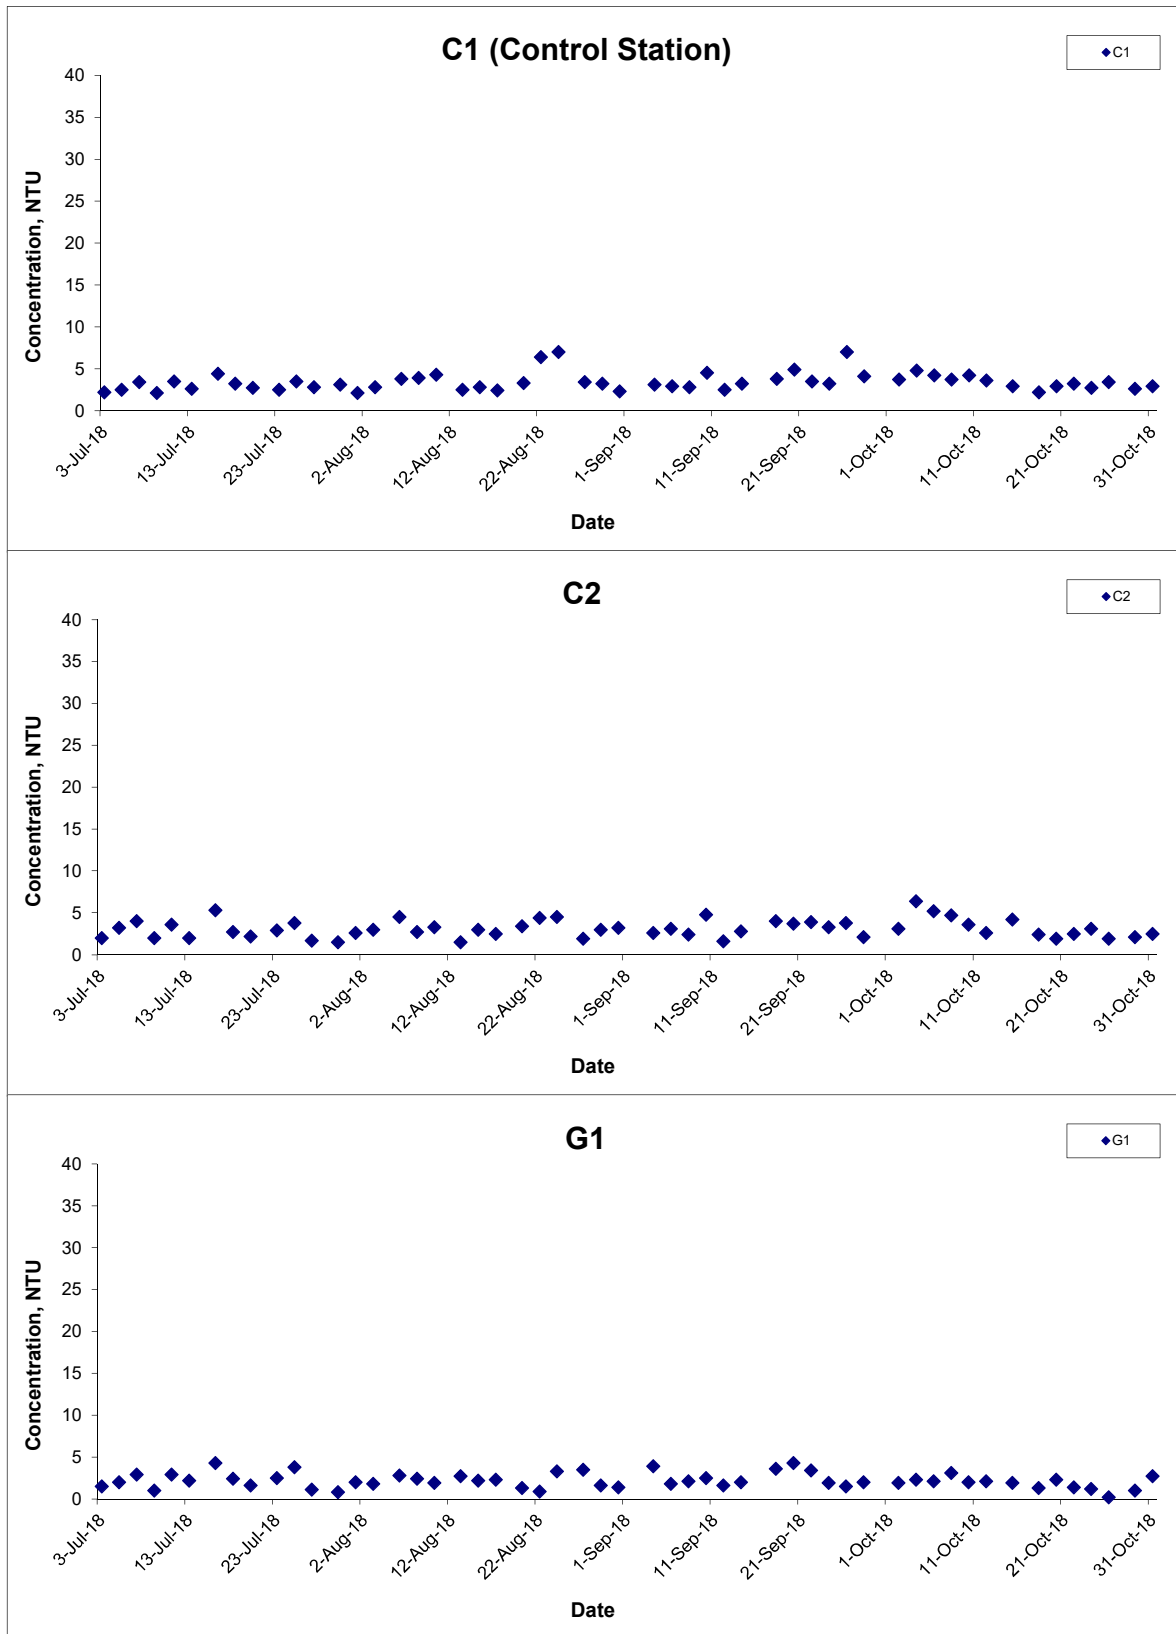 C1 (Control Station)
C1
Concentration, NTU
40
35
30
25
20
15
10
5
0
3-Jul-18
13-Jul-18
23-Jul-18
2-Aug-18
12-Aug-18
22-Aug-18
1-Sep-18
11-Sep-18
21-Sep-18
1-Oct-18
11-Oct-18
21-Oct-18
31-Oct-18
Date
C2
C2
Concentration, NTU
40
35
30
25
20
15
10
5
0
3-Jul-18
13-Jul-18
23-Jul-18
2-Aug-18
12-Aug-18
22-Aug-18
1-Sep-18
11-Sep-18
21-Sep-18
1-Oct-18
11-Oct-18
21-Oct-18
31-Oct-18
Date
G1
G1
Concentration, NTU
40
35
30
25
20
15
10
5
0
3-Jul-18
13-Jul-18
23-Jul-18
2-Aug-18
12-Aug-18
22-Aug-18
1-Sep-18
11-Sep-18
21-Sep-18
1-Oct-18
11-Oct-18
21-Oct-18
31-Oct-18
Date